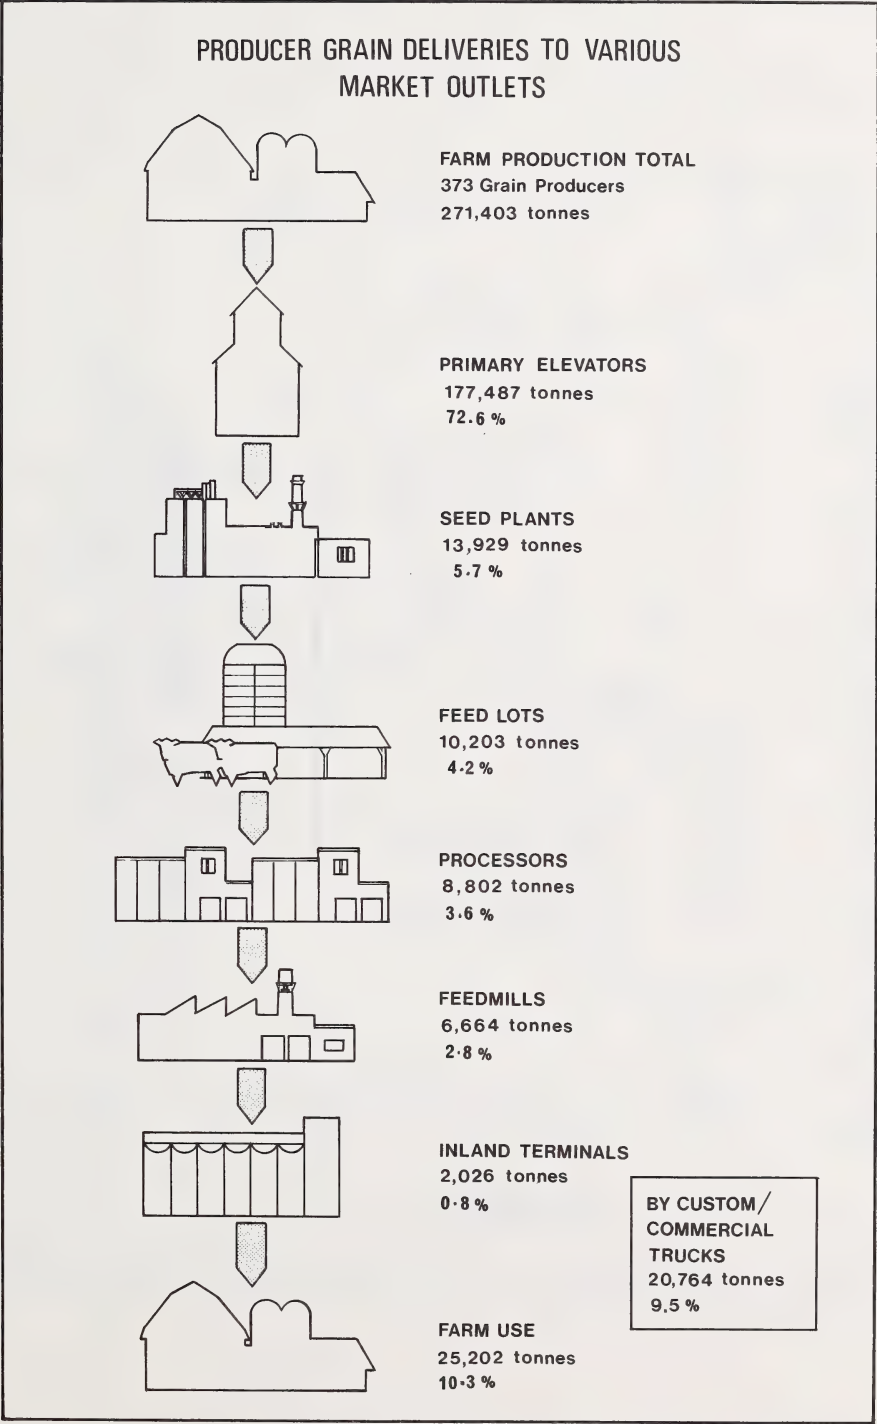 PRODUCER GRAIN DELIVERIES TO VARIOUS
MARKET OUTLETS
FARM PRODUCTION TOTAL
373 Grain Producers
271,403 tonnes
PRIMARY ELEVATORS
177,487 tonnes
72.6 %
SEED PLANTS
13,929 tonnes
5.7 %
FEED LOTS
10,203 tonnes
4.2 %
PROCESSORS
8,802 tonnes
3.6 %
FEEDMILLS
6,664 tonnes
2.8 %
INLAND TERMINALS
2,026 tonnes
0.8 %
BY CUSTOM/
COMMERCIAL
TRUCKS
20,764 tonnes
9.5 %
FARM USE
25,202 tonnes
10.3 %